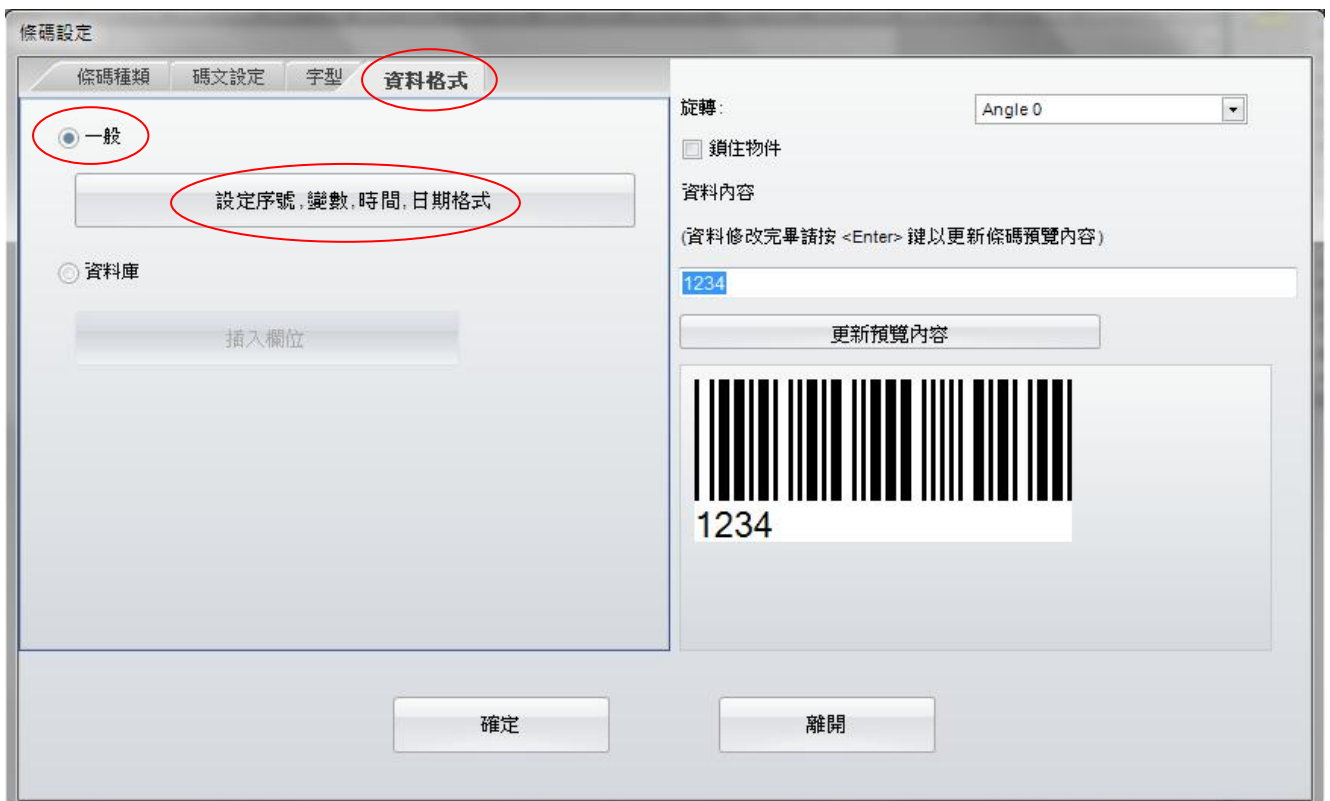 條碼設定
條碼種類 碼文設定 字型 資料格式
一般
設定序號,變數,時間,日期格式
資料庫
插入欄位
旋轉: Angle 0
鎖住物件
資料內容
(資料修改完畢請按 <Enter> 鍵以更新條碼預覽內容)
1234
更新預覽內容
1234
確定 離開